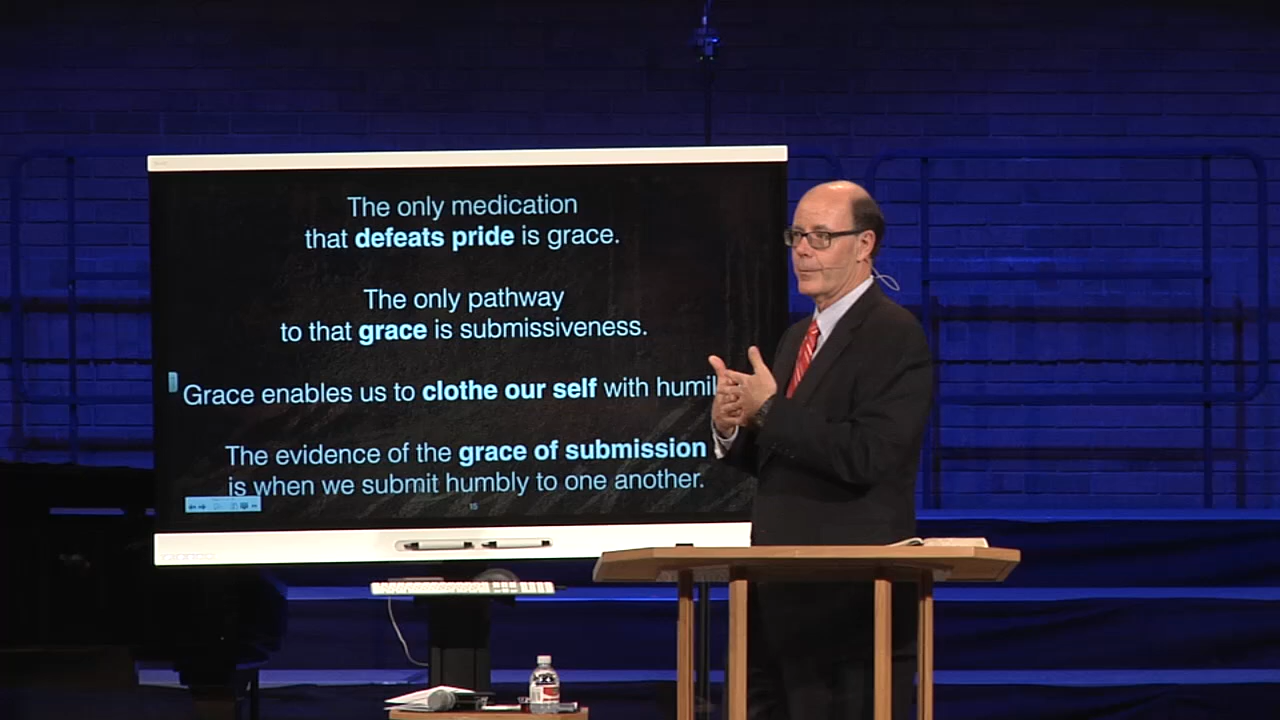 The only medication
that defeats pride is grace.
The only pathway
to that grace is submissiveness.
Grace enables us to clothe our self with humil
The evidence of the grace of submission
is when we submit humbly to one another.
15